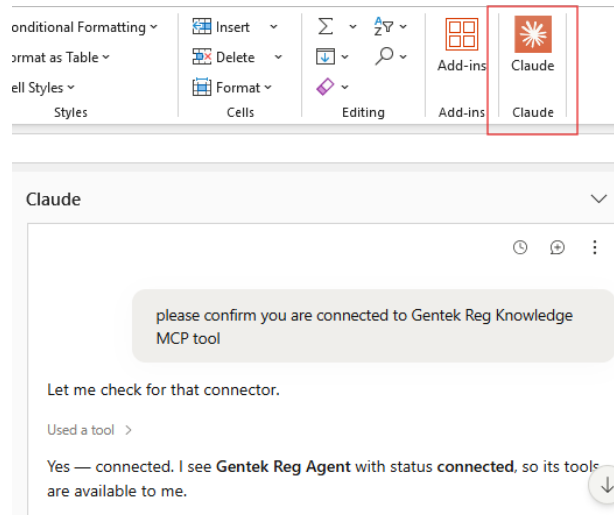 onditional Formatting
Insert
Format as Table
Delete
ell Styles
Format
Add-ins
Claude
Styles
Cells
Editing
Add-ins
Claude
Claude
please confirm you are connected to Gentek Reg Knowledge
MCP tool
Let me check for that connector.
Used a tool >
Yes — connected. I see Gentek Reg Agent with status connected, so its tools
are available to me.